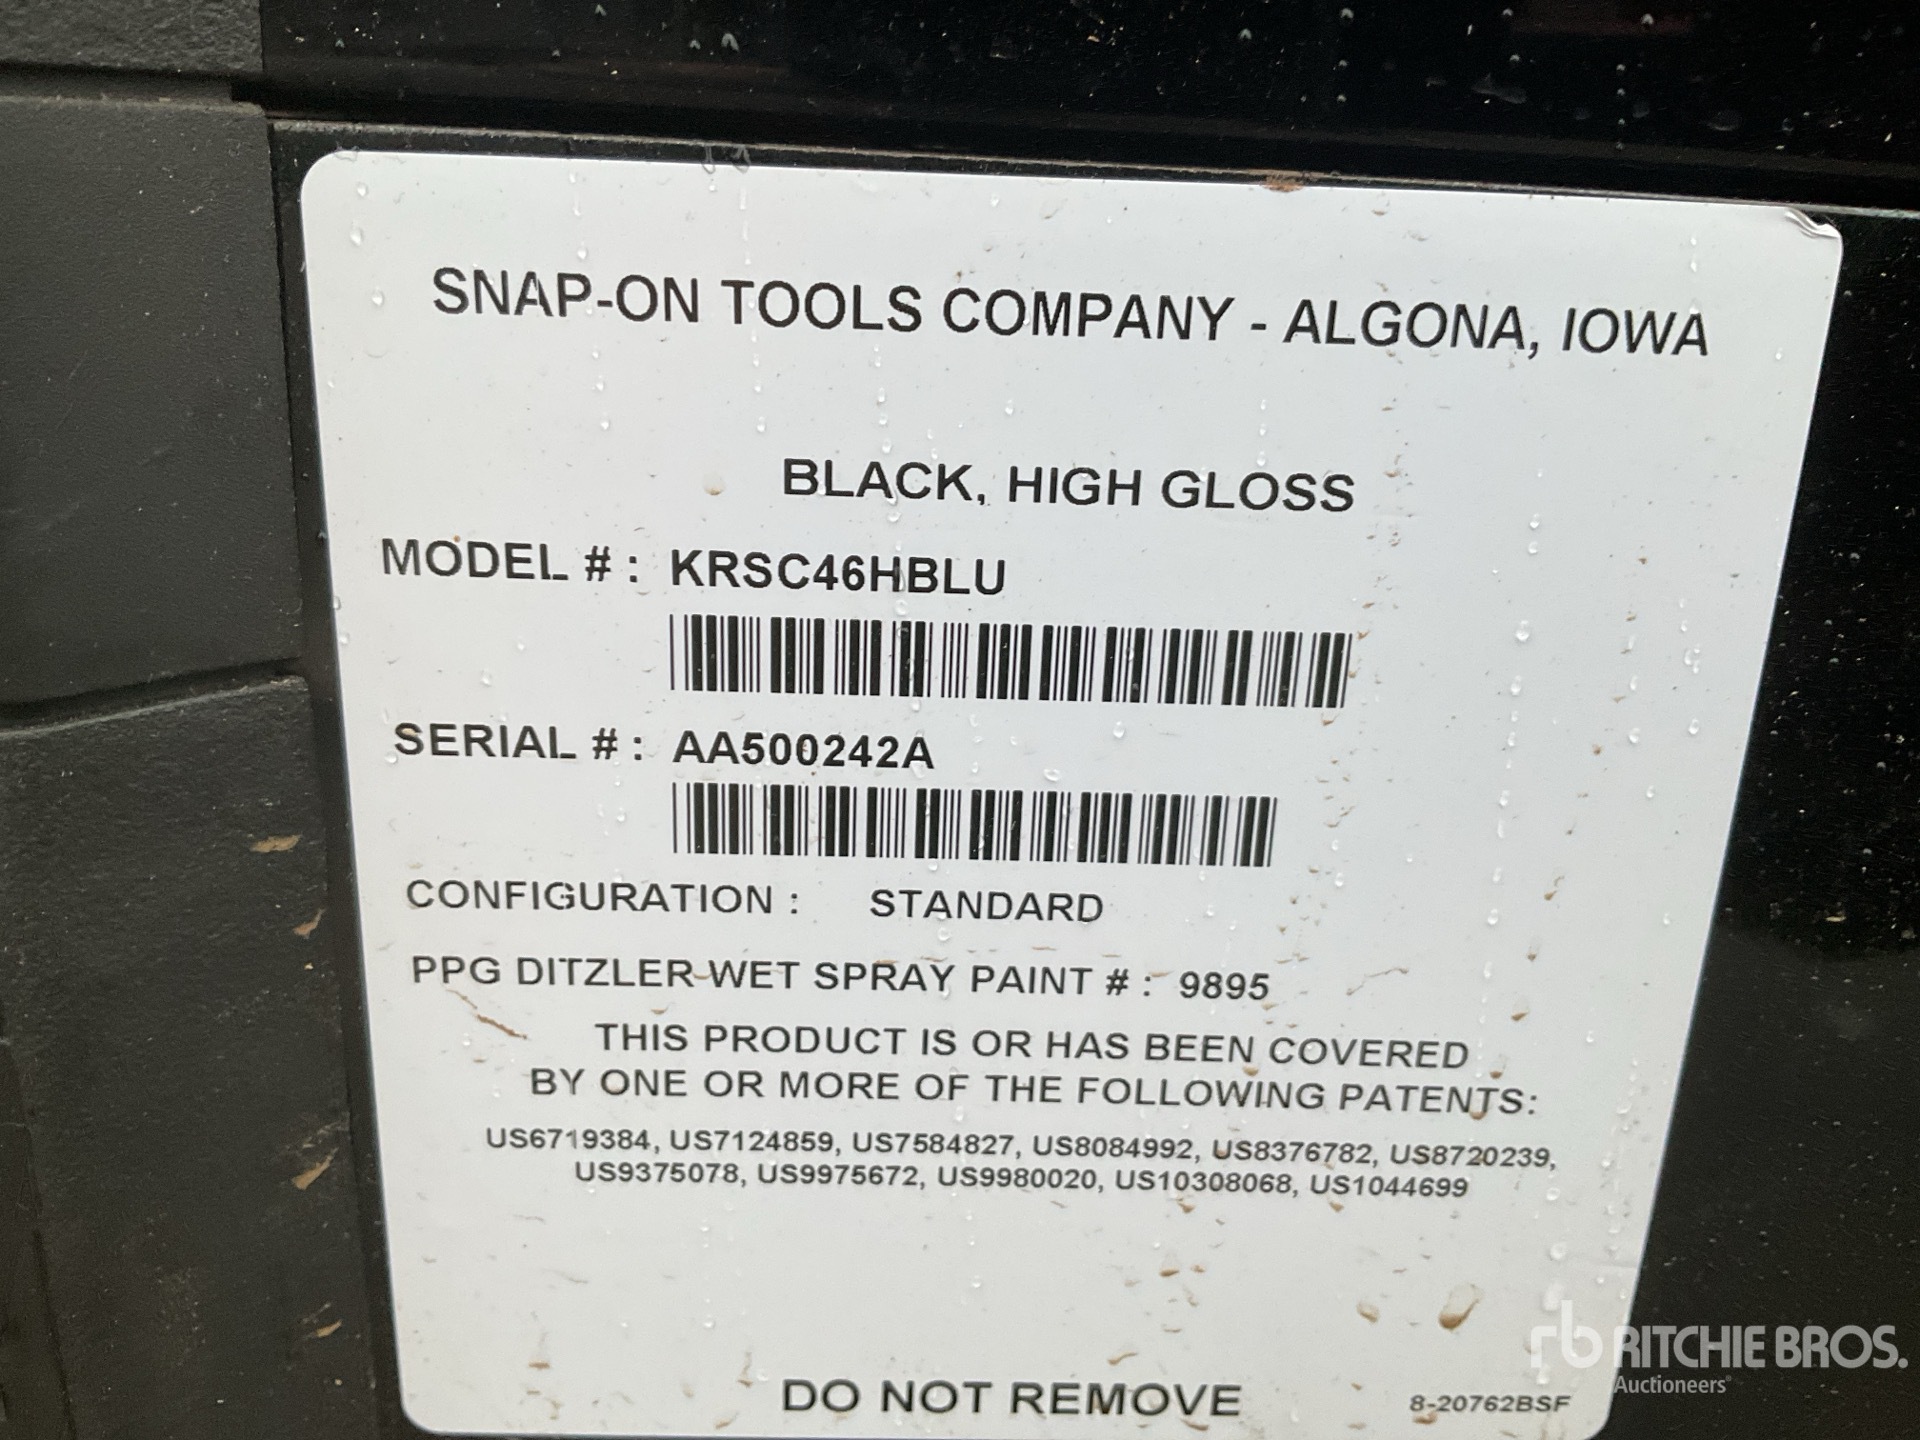 SNAP-ON TOOLS COMPANY - ALGONA, IOWA
BLACK, HIGH GLOSS
MODEL # : KRSC46HBLU
SERIAL # : AA500242A
CONFIGURATION : STANDARD
PPG DITZLER WET SPRAY PAINT # : 9895
THIS PRODUCT IS OR HAS BEEN COVERED
BY ONE OR MORE OF THE FOLLOWING PATENTS:
US6719384, US7124859, US7584827, US8084992, US8376782, US8720239,
US9375078, US9975672, US9980020, US10308068, US1044699
DO NOT REMOVE
8-20762BSF
rb RITCHIE BROS.
Auctioneers